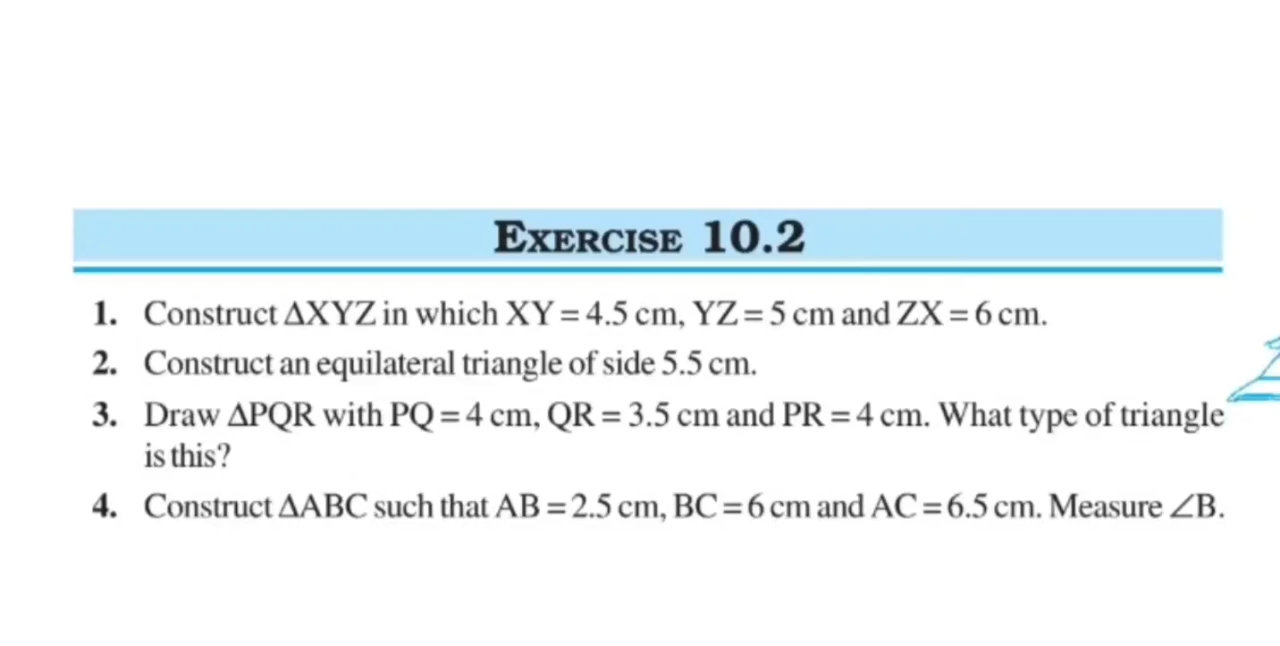 EXERCISE 10.2
1. Construct ΔXYZ in which XY = 4.5 cm, YZ = 5 cm and ZX = 6 cm.
2. Construct an equilateral triangle of side 5.5 cm.
3. Draw ΔPQR with PQ = 4 cm, QR = 3.5 cm and PR = 4 cm. What type of triangle
is this?
4. Construct ΔABC such that AB = 2.5 cm, BC = 6 cm and AC = 6.5 cm. Measure ∠B.